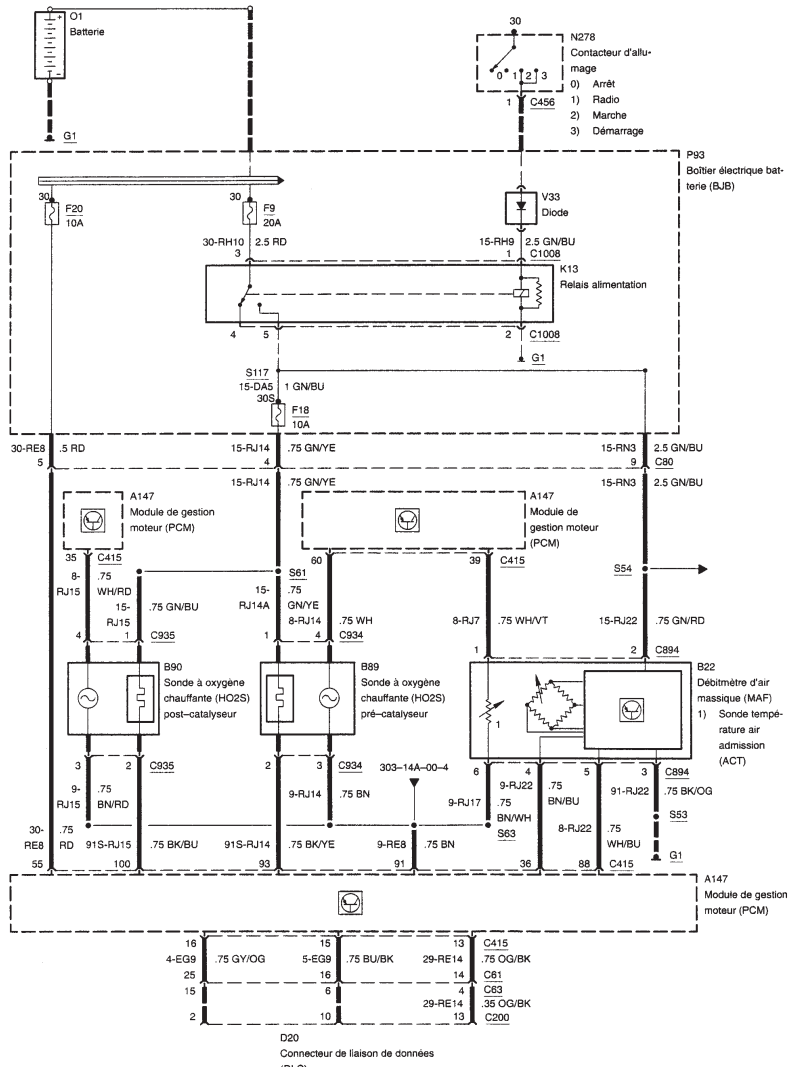 O1
Batterie
+
-
G1
30
N278
Contacteur d'allu-
mage
0) Arrêt
1) Radio
2) Marche
3) Démarrage
0 1 2 3
1 C456
P93
Boîtier électrique bat-
terie (BJB)
30 30
F20
10A
F9
20A
V33
Diode
30-RH10 2.5 RD
3
15-RH9 2.5 GN/BU
1 C1008
K13
Relais alimentation
4 5
2 C1008
G1
S117
15-DA5 1 GN/BU
30S
F18
10A
30-RE8 .5 RD
15-RJ14 .75 GN/YE
15-RN3 2.5 GN/BU
5 4 9 C80
15-RJ14 .75 GN/YE
15-RN3 2.5 GN/BU
A147
Module de gestion
moteur (PCM)
A147
Module de
gestion moteur
(PCM)
35 C415
60
39 C415
S61
S54
8-
RJ15
.75
WH/RD
15-
RJ15
.75 GN/BU
15-
RJ14A
.75
GN/YE
8-RJ14 .75 WH
8-RJ7 .75 WH/VT
15-RJ22 .75 GN/RD
4 1 C935
1 4 C934
1 2 C894
B90
Sonde à oxygène
chauffante (HO2S)
post–catalyseur
B89
Sonde à oxygène
chauffante (HO2S)
pré–catalyseur
B22
Débitmètre d'air
massique (MAF)
1) Sonde tempé-
rature air
admission
(ACT)
1
3 2 C935
2 3 C934
303–14A–00–4
6 4 5 3 C894
9-
RJ15
.75
BN/RD
9-RJ14 .75 BN
9-RJ17 .75
BN/WH
S63
9-RJ22 .75
BN/BU
91-RJ22 .75 BK/OG
S53
G1
30-
RE8
.75
RD
91S-RJ15 .75 BK/BU
91S-RJ14 .75 BK/YE
9-RE8 .75 BN
8-RJ22 .75
WH/BU
55 100 93 91 36 88 C415
A147
Module de gestion
moteur (PCM)
16 15 13 C415
4-EG9 .75 GY/OG
5-EG9 .75 BU/BK
29-RE14 .75 OG/BK
25 16 14 C61
15 6 4 C63
29-RE14 .35 OG/BK
2 10 13 C200
D20
Connecteur de liaison de données